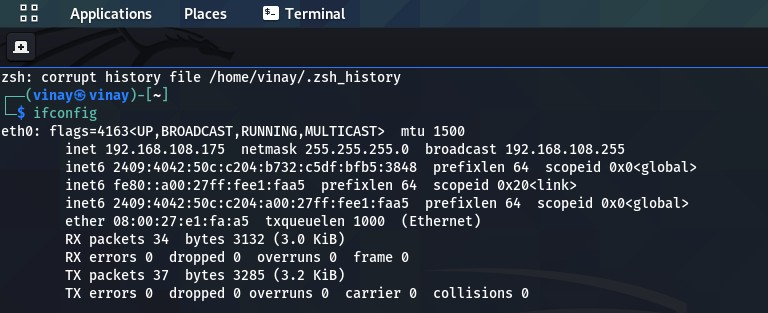 Applications Places Terminal
zsh: corrupt history file /home/vinay/.zsh_history
┌──(vinay㉿vinay)-[~]
└─$ ifconfig
eth0: flags=4163<UP,BROADCAST,RUNNING,MULTICAST>  mtu 1500
        inet 192.168.108.175  netmask 255.255.255.0  broadcast 192.168.108.255
        inet6 2409:4042:50c:c204:b732:c5df:bfb5:3848  prefixlen 64  scopeid 0x0<global>
        inet6 fe80::a00:27ff:fee1:faa5  prefixlen 64  scopeid 0x20<link>
        inet6 2409:4042:50c:c204:a00:27ff:fee1:faa5  prefixlen 64  scopeid 0x0<global>
        ether 08:00:27:e1:fa:a5  txqueuelen 1000  (Ethernet)
        RX packets 34  bytes 3132 (3.0 KiB)
        RX errors 0  dropped 0  overruns 0  frame 0
        TX packets 37  bytes 3285 (3.2 KiB)
        TX errors 0  dropped 0 overruns 0  carrier 0  collisions 0